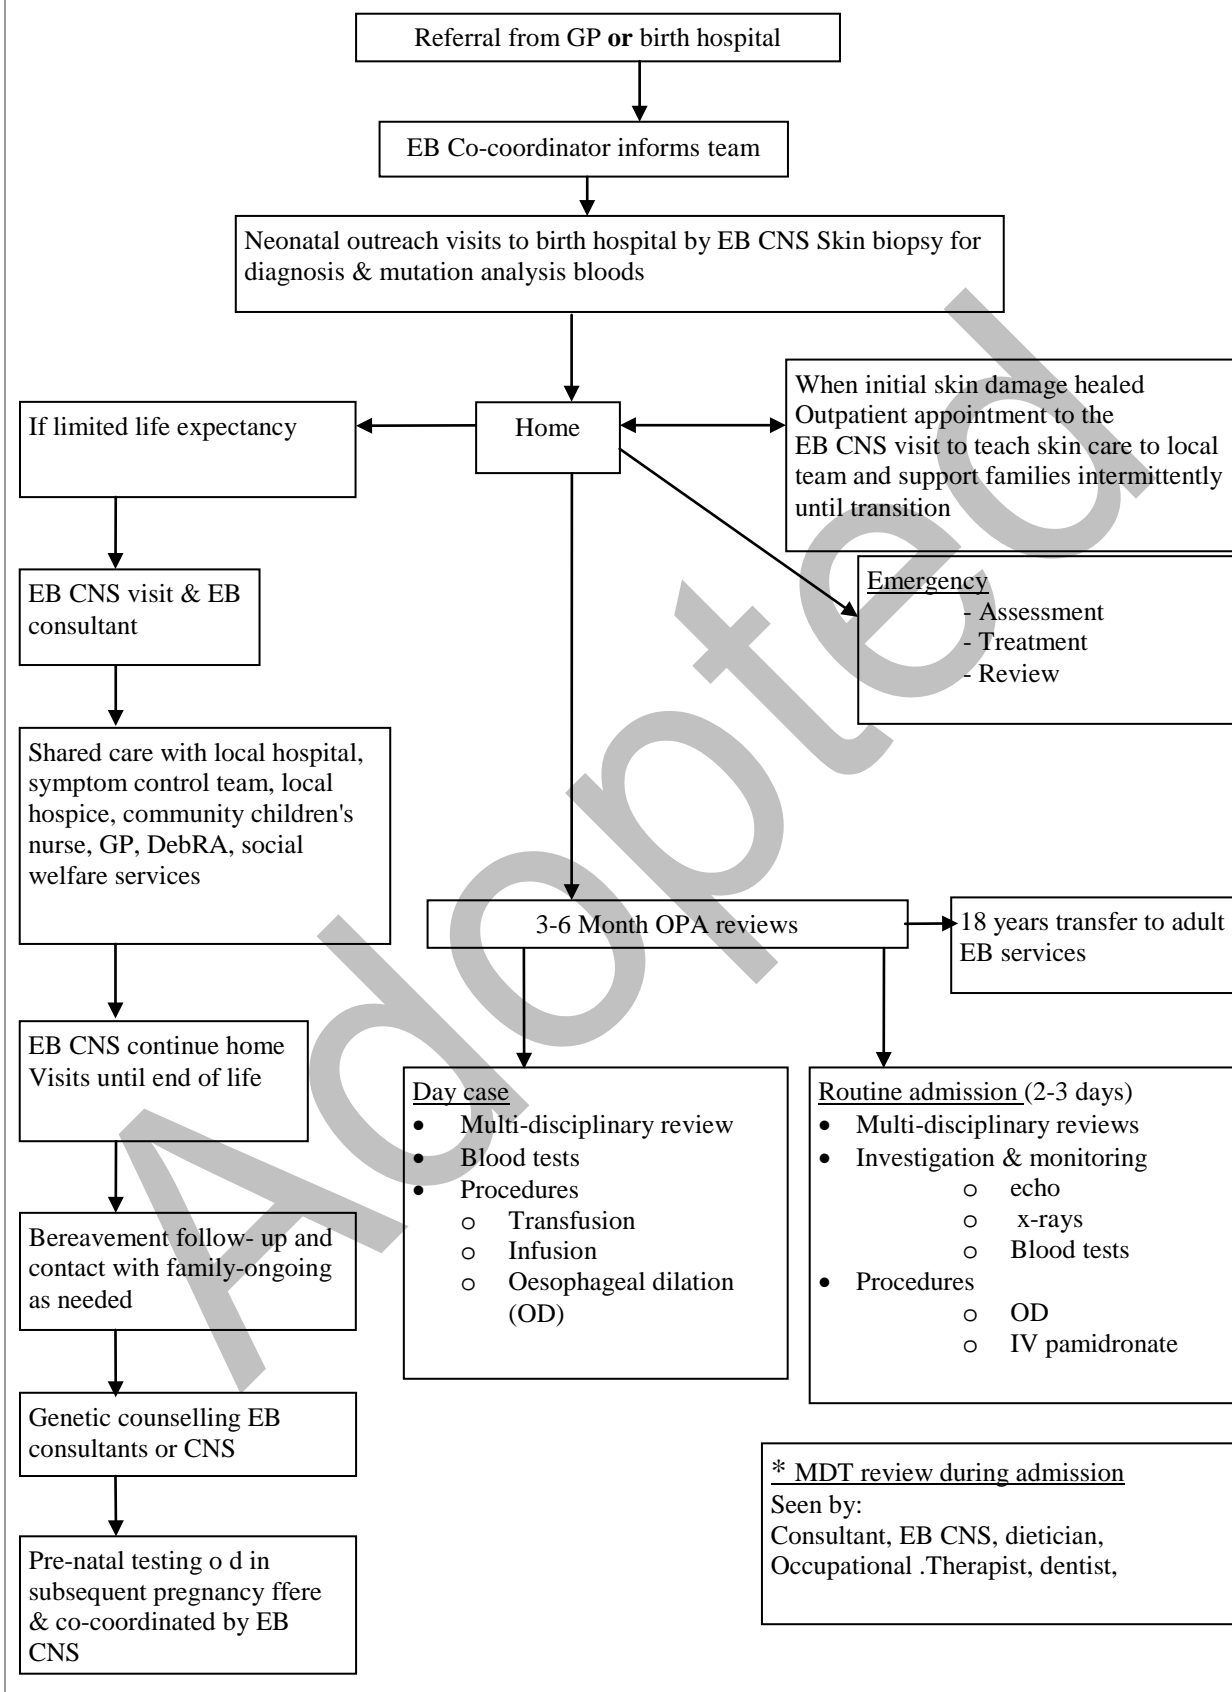 Referral from GP or birth hospital
EB Co-coordinator informs team
Neonatal outreach visits to birth hospital by EB CNS Skin biopsy for
diagnosis & mutation analysis bloods
When initial skin damage healed
Outpatient appointment to the
EB CNS visit to teach skin care to local
team and support families intermittently
until transition
If limited life expectancy
Home
Emergency
- Assessment
- Treatment
- Review
EB CNS visit & EB
consultant
Shared care with local hospital,
symptom control team, local
hospice, community children's
nurse, GP, DebRA, social
welfare services
3-6 Month OPA reviews
18 years transfer to adult
EB services
EB CNS continue home
Visits until end of life
Day case
• Multi-disciplinary review
• Blood tests
• Procedures
o Transfusion
o Infusion
o Oesophageal dilation
(OD)
Routine admission (2-3 days)
• Multi-disciplinary reviews
• Investigation & monitoring
o echo
o x-rays
o Blood tests
• Procedures
o OD
o IV pamidronate
Bereavement follow- up and
contact with family-ongoing
as needed
Genetic counselling EB
consultants or CNS
* MDT review during admission
Seen by:
Consultant, EB CNS, dietician,
Occupational .Therapist, dentist,
Pre-natal testing o d in
subsequent pregnancy ffere
& co-coordinated by EB
CNS
Adopted